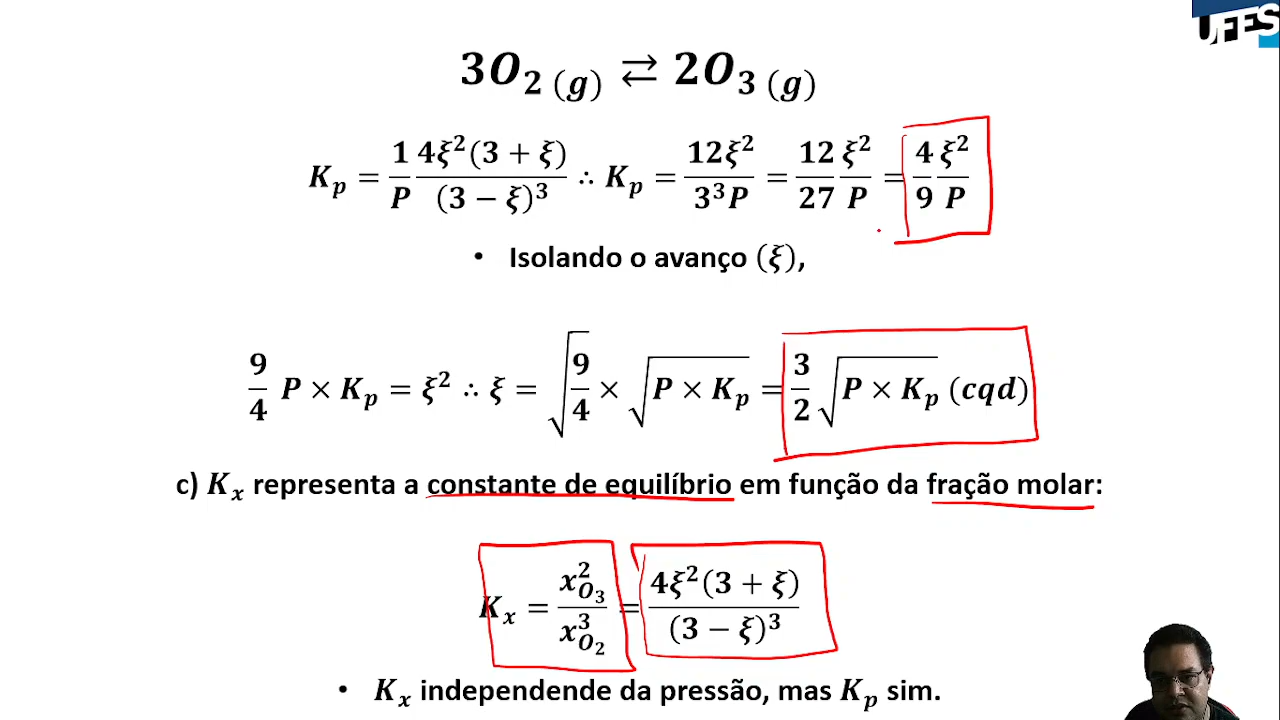 UFES
3O₂ (g) ⇄ 2O₃ (g)
Kₚ = 1/P 4ξ²(3 + ξ)/(3 − ξ)³ ∴ Kₚ = 12ξ²/3³P = 12/27 ξ²/P = 4/9 ξ²/P
• Isolando o avanço (ξ),
9/4 P × Kₚ = ξ² ∴ ξ = √(9/4) × √(P × Kₚ) = 3/2 √(P × Kₚ) (cqd)
c) Kₓ representa a constante de equilíbrio em função da fração molar:
Kₓ = x²_O₃/x³_O₂ = 4ξ²(3 + ξ)/(3 − ξ)³
• Kₓ independende da pressão, mas Kₚ sim.